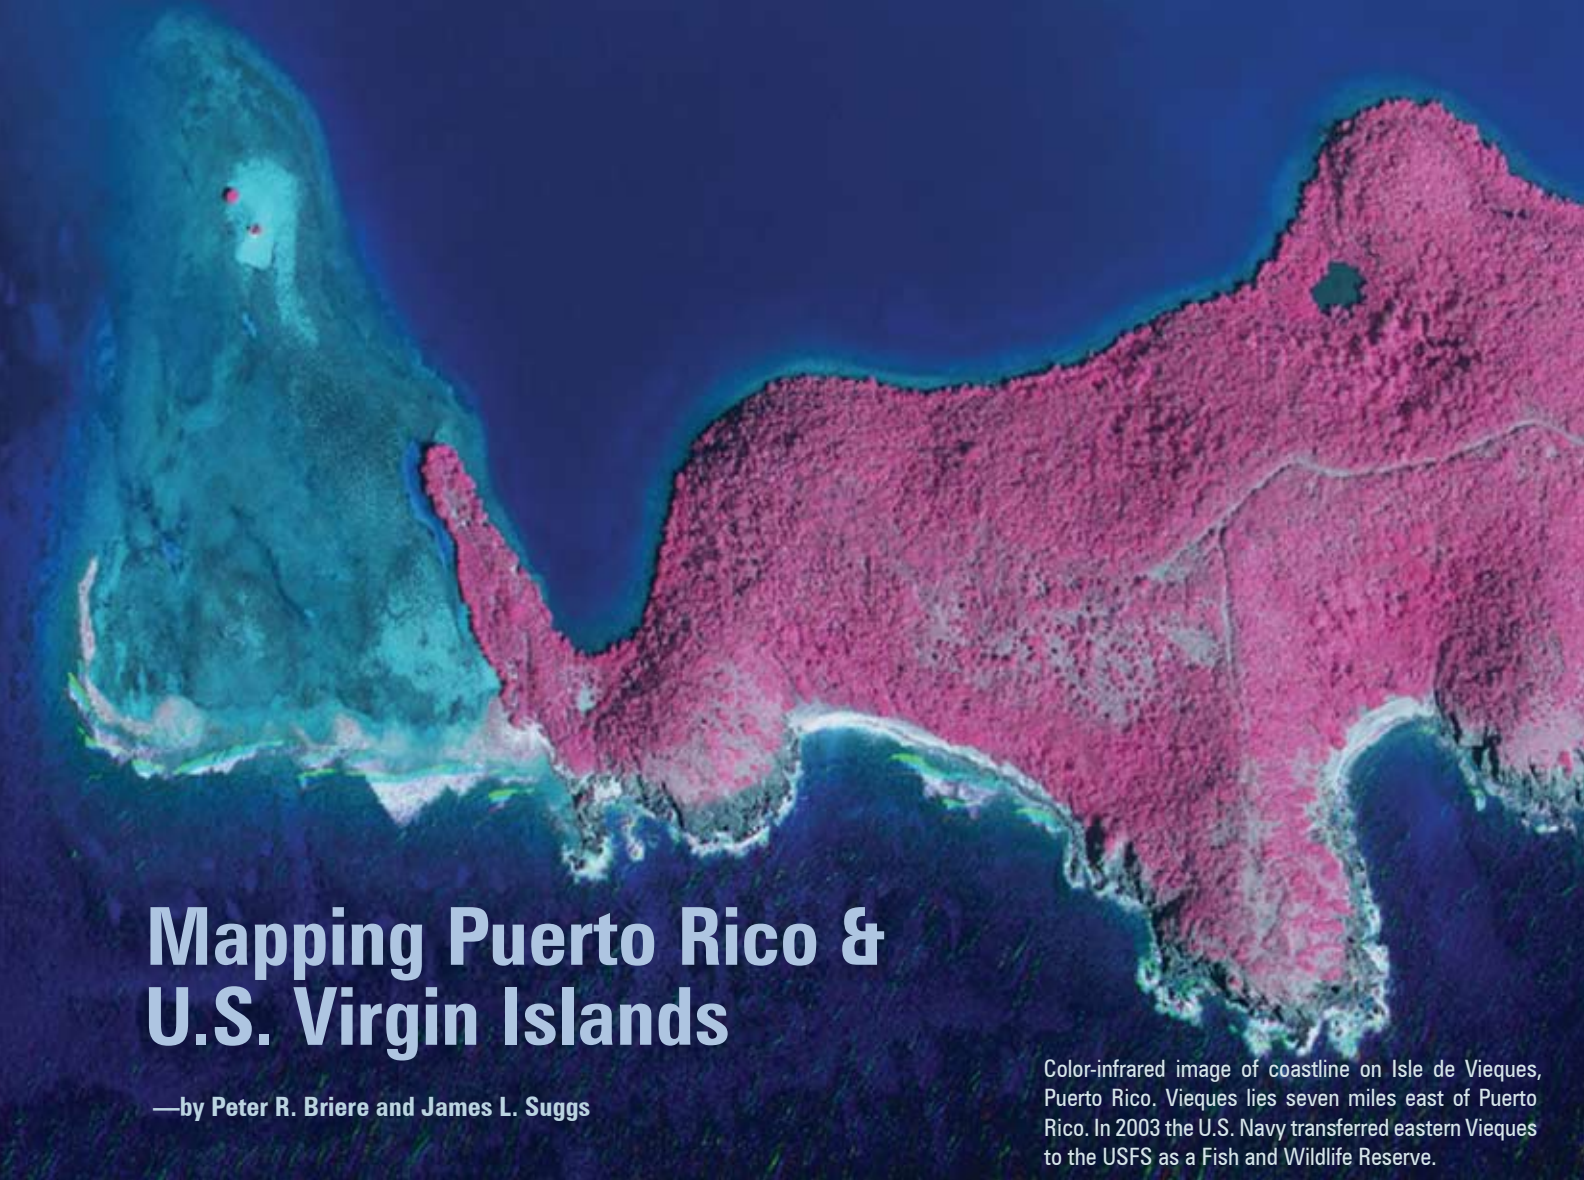 Mapping Puerto Rico &
U.S. Virgin Islands
—by Peter R. Briere and James L. Suggs
Color-infrared image of coastline on Isle de Vieques,
Puerto Rico. Vieques lies seven miles east of Puerto
Rico. In 2003 the U.S. Navy transferred eastern Vieques
to the USFS as a Fish and Wildlife Reserve.